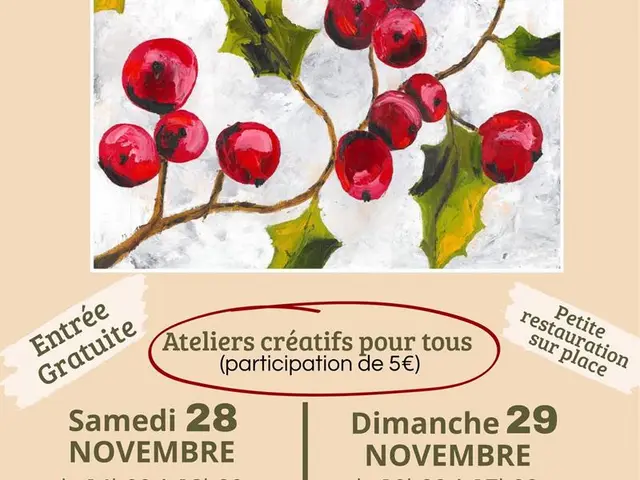 Entrée
Gratuite
Ateliers créatifs pour tous
(participation de 5€)
Petite
restauration
sur place
Samedi 28
NOVEMBRE
Dimanche 29
NOVEMBRE